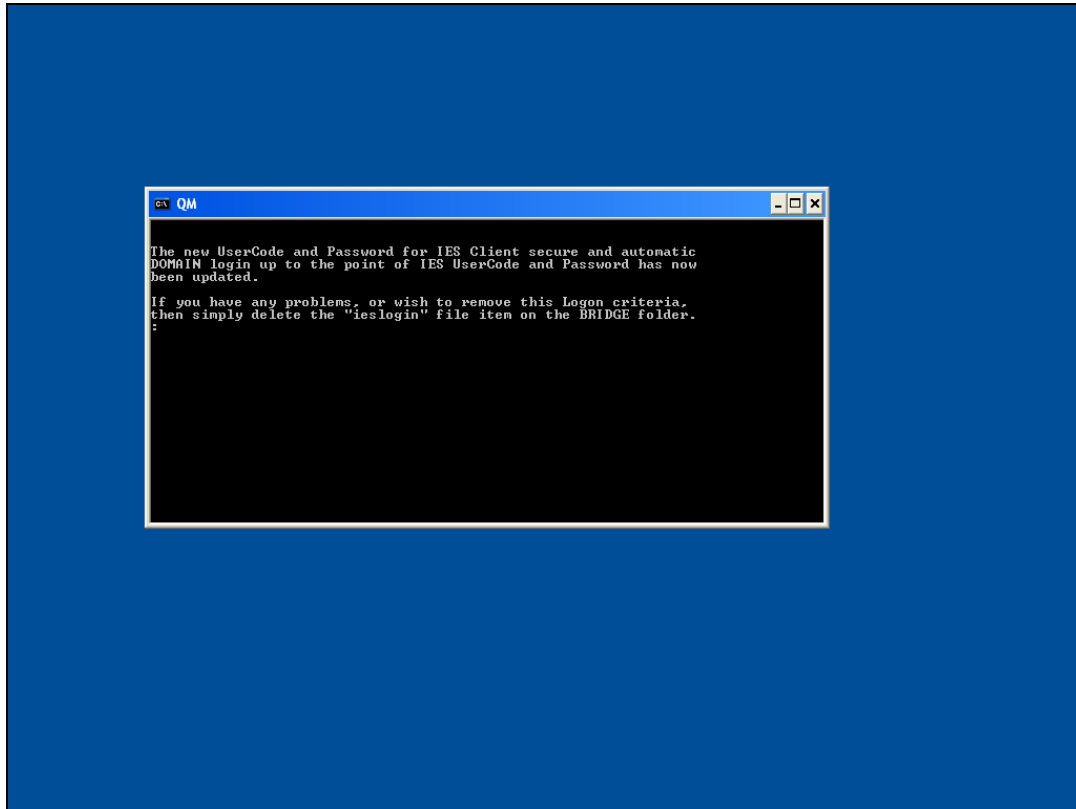 QM
The new UserCode and Password for IES Client secure and automatic
DOMAIN login up to the point of IES UserCode and Password has now
been updated.
If you have any problems, or wish to remove this Logon criteria,
then simply delete the "ieslogin" file item on the BRIDGE folder.
: